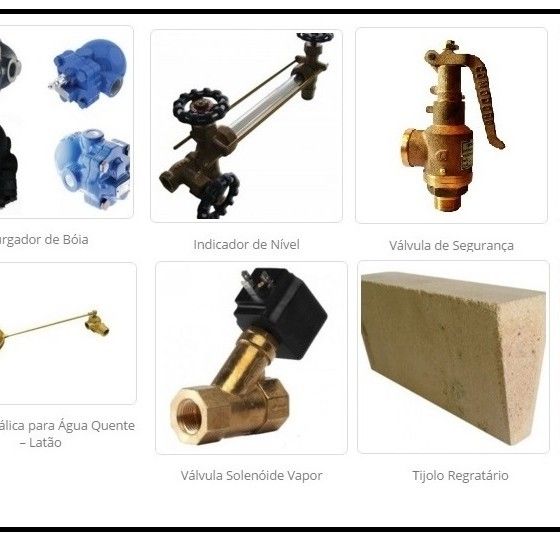 urgador de Bóia
Indicador de Nível
Válvula de Segurança
álica para Água Quente
– Latão
Válvula Solenóide Vapor
Tijolo Regratário